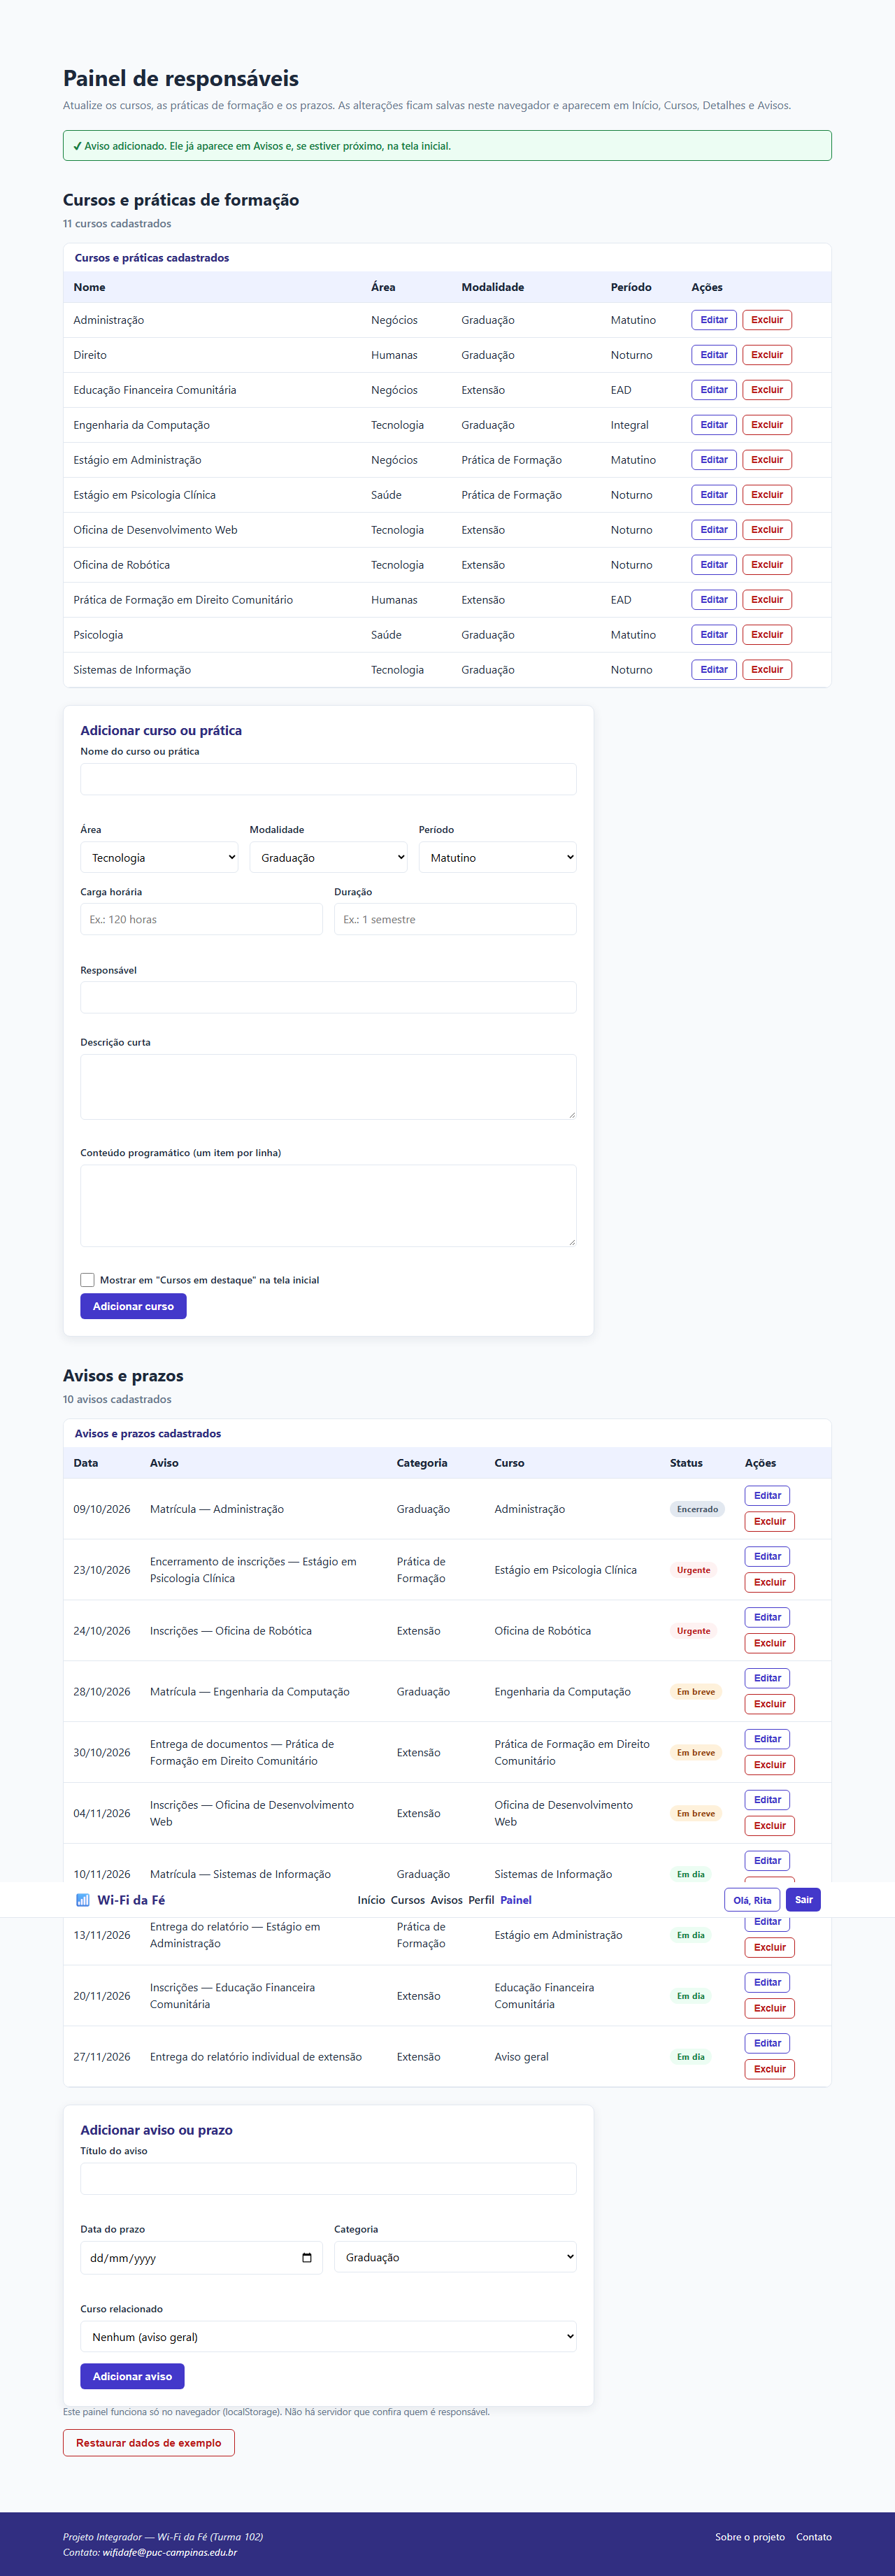 Painel de responsáveis
Atualize os cursos, as práticas de formação e os prazos. As alterações ficam salvas neste navegador e aparecem em Início, Cursos, Detalhes e Avisos.
✔ Aviso adicionado. Ele já aparece em Avisos e, se estiver próximo, na tela inicial.
Cursos e práticas de formação
11 cursos cadastrados
Cursos e práticas cadastrados
Nome Área Modalidade Período Ações
Administração Negócios Graduação Matutino Editar Excluir
Direito Humanas Graduação Noturno Editar Excluir
Educação Financeira Comunitária Negócios Extensão EAD Editar Excluir
Engenharia da Computação Tecnologia Graduação Integral Editar Excluir
Estágio em Administração Negócios Prática de Formação Matutino Editar Excluir
Estágio em Psicologia Clínica Saúde Prática de Formação Noturno Editar Excluir
Oficina de Desenvolvimento Web Tecnologia Extensão Noturno Editar Excluir
Oficina de Robótica Tecnologia Extensão Noturno Editar Excluir
Prática de Formação em Direito Comunitário Humanas Extensão EAD Editar Excluir
Psicologia Saúde Graduação Matutino Editar Excluir
Sistemas de Informação Tecnologia Graduação Noturno Editar Excluir
Adicionar curso ou prática
Nome do curso ou prática
Área Modalidade Período
Tecnologia Graduação Matutino
Carga horária Duração
Ex.: 120 horas Ex.: 1 semestre
Responsável
Descrição curta
Conteúdo programático (um item por linha)
Mostrar em "Cursos em destaque" na tela inicial
Adicionar curso
Avisos e prazos
10 avisos cadastrados
Avisos e prazos cadastrados
Data Aviso Categoria Curso Status Ações
09/10/2026 Matrícula — Administração Graduação Administração Encerrado Editar
Excluir
23/10/2026 Encerramento de inscrições — Estágio em Psicologia Clínica Prática de Formação Estágio em Psicologia Clínica Urgente Editar
Excluir
24/10/2026 Inscrições — Oficina de Robótica Extensão Oficina de Robótica Urgente Editar
Excluir
28/10/2026 Matrícula — Engenharia da Computação Graduação Engenharia da Computação Em breve Editar
Excluir
30/10/2026 Entrega de documentos — Prática de Formação em Direito Comunitário Extensão Prática de Formação em Direito Comunitário Em breve Editar
Excluir
04/11/2026 Inscrições — Oficina de Desenvolvimento Web Extensão Oficina de Desenvolvimento Web Em breve Editar
Excluir
10/11/2026 Matrícula — Sistemas de Informação Graduação Sistemas de Informação Em dia Editar
Wi-Fi da Fé Início Cursos Avisos Perfil Painel Olá, Rita Sair
13/11/2026 Entrega do relatório — Estágio em Administração Prática de Formação Estágio em Administração Em dia Editar
Excluir
20/11/2026 Inscrições — Educação Financeira Comunitária Extensão Educação Financeira Comunitária Em dia Editar
Excluir
27/11/2026 Entrega do relatório individual de extensão Extensão Aviso geral Em dia Editar
Excluir
Adicionar aviso ou prazo
Título do aviso
Data do prazo Categoria
dd/mm/yyyy Graduação
Curso relacionado
Nenhum (aviso geral)
Adicionar aviso
Este painel funciona só no navegador (localStorage). Não há servidor que confira quem é responsável.
Restaurar dados de exemplo
Projeto Integrador — Wi-Fi da Fé (Turma 102) Sobre o projeto Contato
Contato: wifidafe@puc-campinas.edu.br